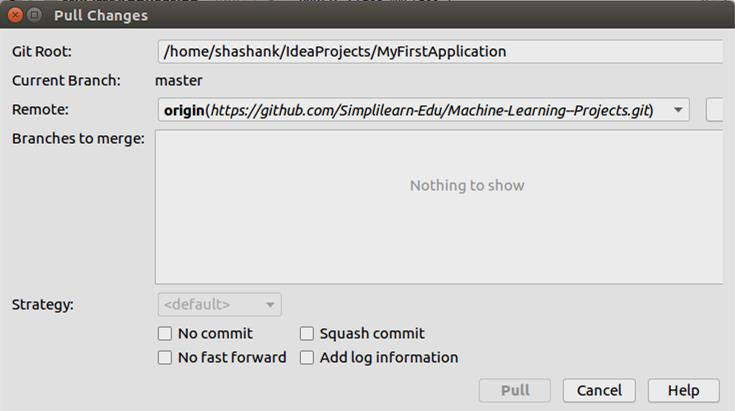 Pull Changes
Git Root: /home/shashank/IdeaProjects/MyFirstApplication
Current Branch: master
Remote: origin(https://github.com/Simplilearn-Edu/Machine-Learning--Projects.git)
Branches to merge:
Nothing to show
Strategy: <default>
No commit Squash commit
No fast forward Add log information
Pull Cancel Help